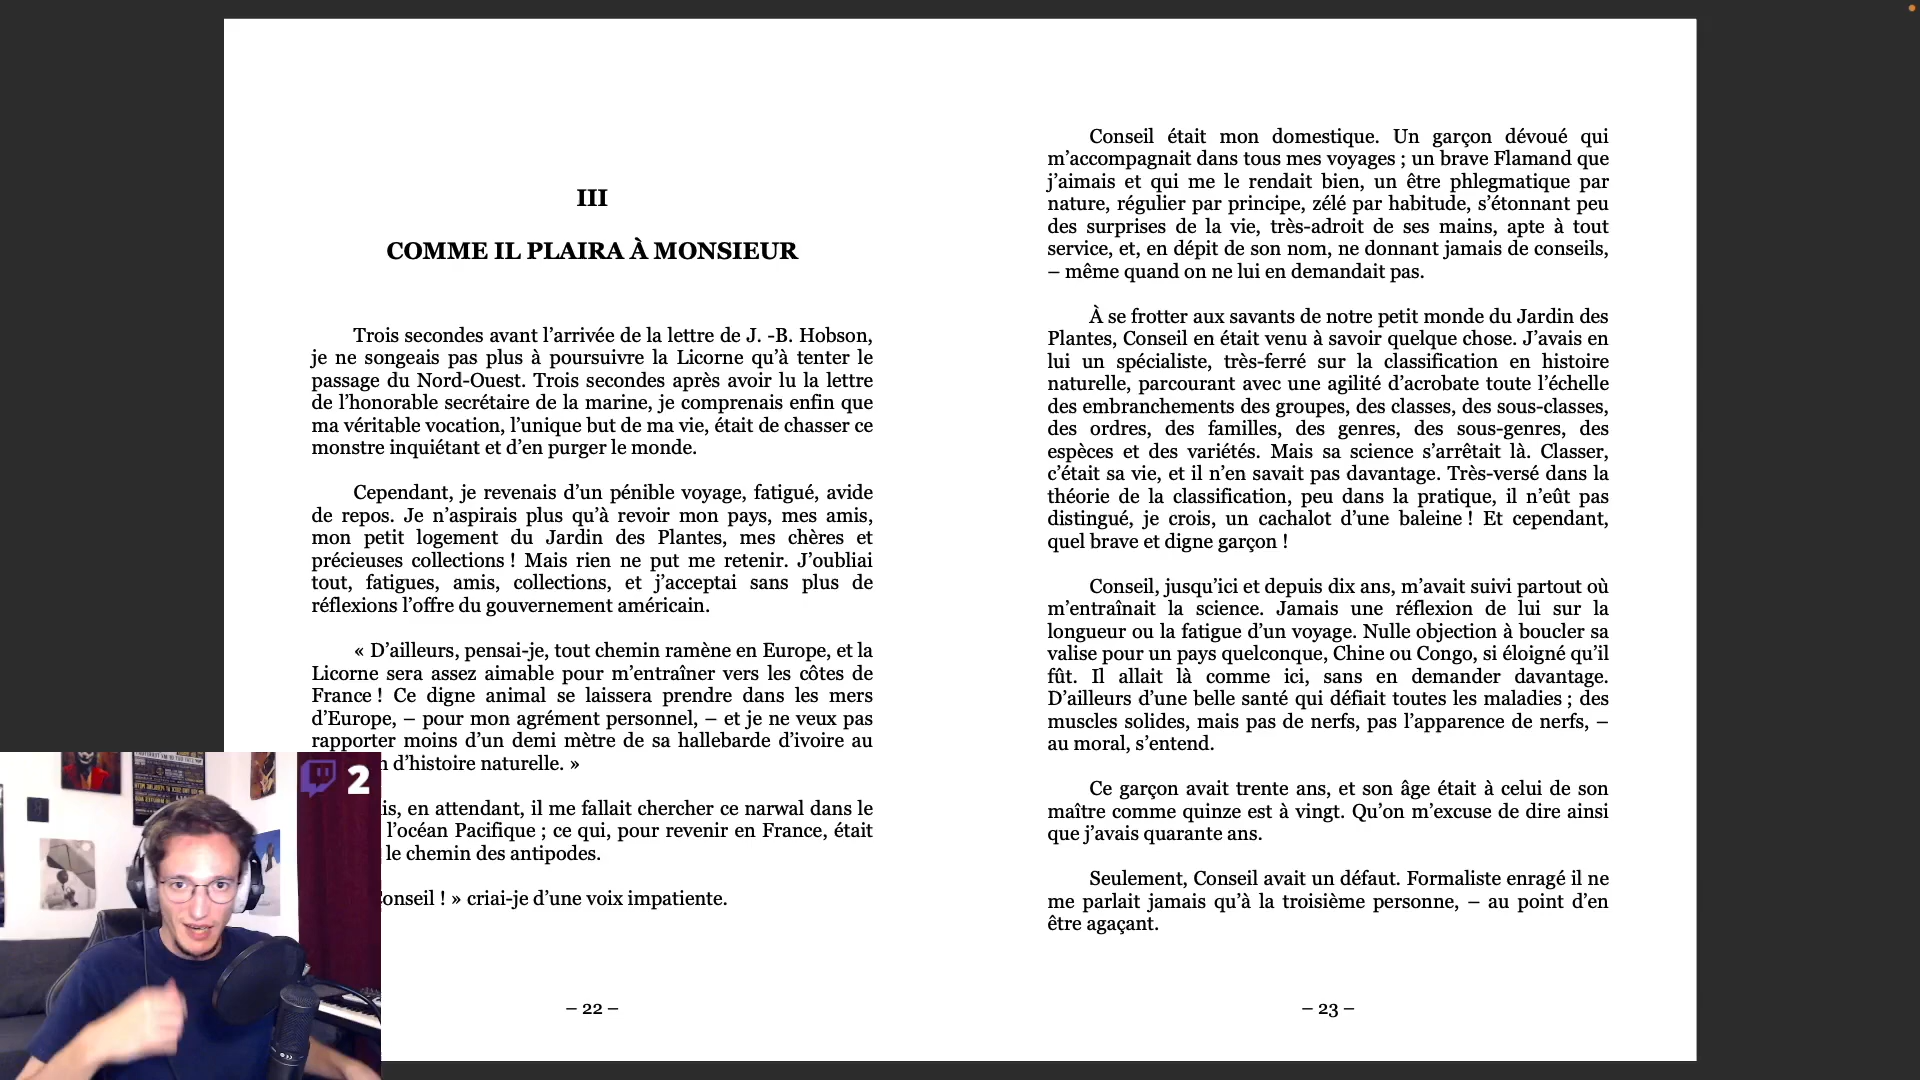 III
COMME IL PLAIRA À MONSIEUR
Trois secondes avant l’arrivée de la lettre de J. -B. Hobson,
je ne songeais pas plus à poursuivre la Licorne qu’à tenter le
passage du Nord-Ouest. Trois secondes après avoir lu la lettre
de l’honorable secrétaire de la marine, je comprenais enfin que
ma véritable vocation, l’unique but de ma vie, était de chasser ce
monstre inquiétant et d’en purger le monde.
Cependant, je revenais d’un pénible voyage, fatigué, avide
de repos. Je n’aspirais plus qu’à revoir mon pays, mes amis,
mon petit logement du Jardin des Plantes, mes chères et
précieuses collections ! Mais rien ne put me retenir. J’oubliai
tout, fatigues, amis, collections, et j’acceptai sans plus de
réflexions l’offre du gouvernement américain.
« D’ailleurs, pensai-je, tout chemin ramène en Europe, et la
Licorne sera assez aimable pour m’entraîner vers les côtes de
France ! Ce digne animal se laissera prendre dans les mers
d’Europe, – pour mon agrément personnel, – et je ne veux pas
rapporter moins d’un demi mètre de sa hallebarde d’ivoire au
d’histoire naturelle. »
en attendant, il me fallait chercher ce narwal dans le
l’océan Pacifique ; ce qui, pour revenir en France, était
le chemin des antipodes.
onseil ! » criai-je d’une voix impatiente.
– 22 –
2
Conseil était mon domestique. Un garçon dévoué qui
m’accompagnait dans tous mes voyages ; un brave Flamand que
j’aimais et qui me le rendait bien, un être phlegmatique par
nature, régulier par principe, zélé par habitude, s’étonnant peu
des surprises de la vie, très-adroit de ses mains, apte à tout
service, et, en dépit de son nom, ne donnant jamais de conseils,
– même quand on ne lui en demandait pas.
À se frotter aux savants de notre petit monde du Jardin des
Plantes, Conseil en était venu à savoir quelque chose. J’avais en
lui un spécialiste, très-ferré sur la classification en histoire
naturelle, parcourant avec une agilité d’acrobate toute l’échelle
des embranchements des groupes, des classes, des sous-classes,
des ordres, des familles, des genres, des sous-genres, des
espèces et des variétés. Mais sa science s’arrêtait là. Classer,
c’était sa vie, et il n’en savait pas davantage. Très-versé dans la
théorie de la classification, peu dans la pratique, il n’eût pas
distingué, je crois, un cachalot d’une baleine ! Et cependant,
quel brave et digne garçon !
Conseil, jusqu’ici et depuis dix ans, m’avait suivi partout où
m’entraînait la science. Jamais une réflexion de lui sur la
longueur ou la fatigue d’un voyage. Nulle objection à boucler sa
valise pour un pays quelconque, Chine ou Congo, si éloigné qu’il
fût. Il allait là comme ici, sans en demander davantage.
D’ailleurs d’une belle santé qui défiait toutes les maladies ; des
muscles solides, mais pas de nerfs, pas l’apparence de nerfs, –
au moral, s’entend.
Ce garçon avait trente ans, et son âge était à celui de son
maître comme quinze est à vingt. Qu’on m’excuse de dire ainsi
que j’avais quarante ans.
Seulement, Conseil avait un défaut. Formaliste enragé il ne
me parlait jamais qu’à la troisième personne, – au point d’en
être agaçant.
– 23 –